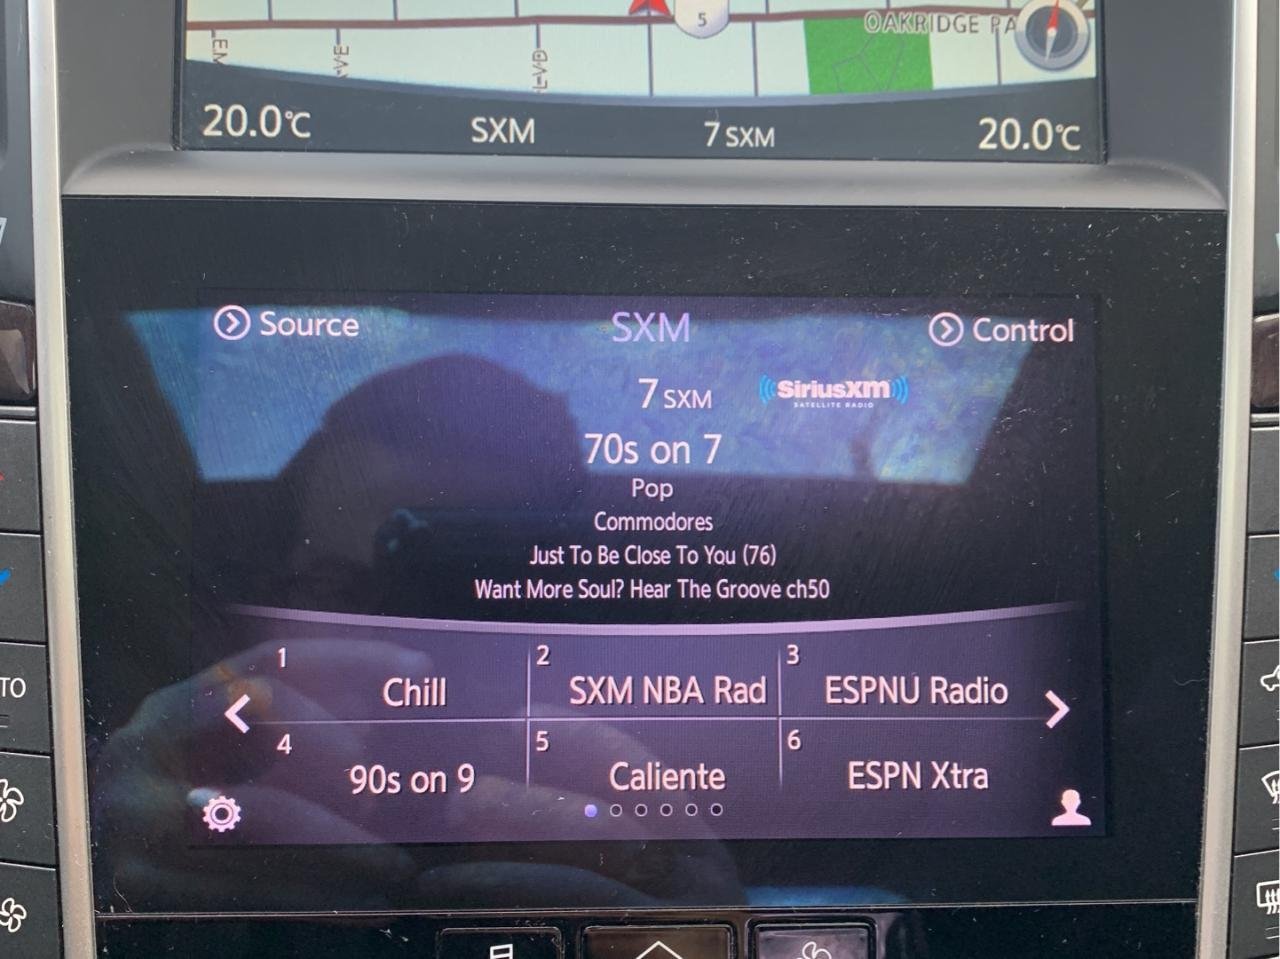 OAKRIDGE PA
5
20.0°C SXM 7 SXM 20.0°C
Source SXM Control
7 SXM SiriusXM
SATELLITE RADIO
70s on 7
Pop
Commodores
Just To Be Close To You (76)
Want More Soul? Hear The Groove ch50
1 Chill 2 SXM NBA Rad 3 ESPNU Radio
4 90s on 9 5 Caliente 6 ESPN Xtra
TO